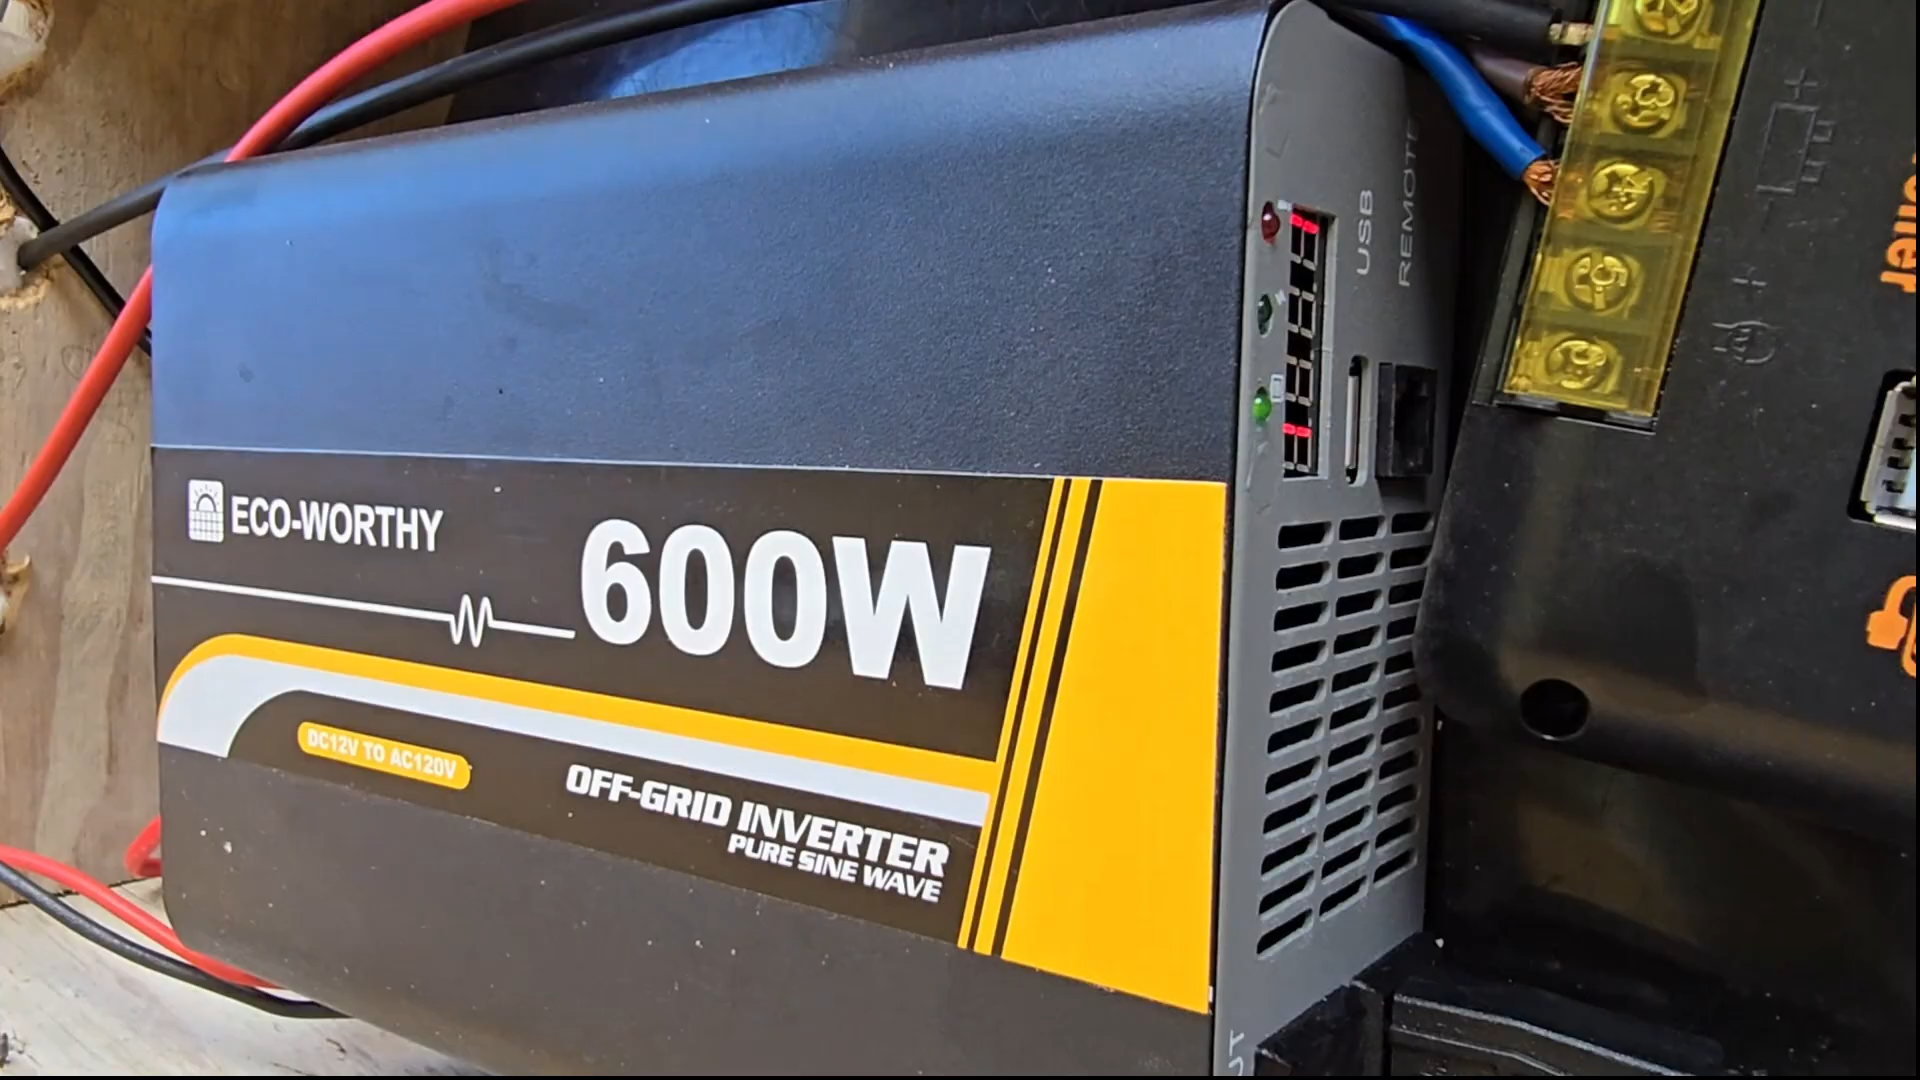 ECO-WORTHY
600W
DC12V TO AC120V
OFF-GRID INVERTER
PURE SINE WAVE
USB
REMOTE